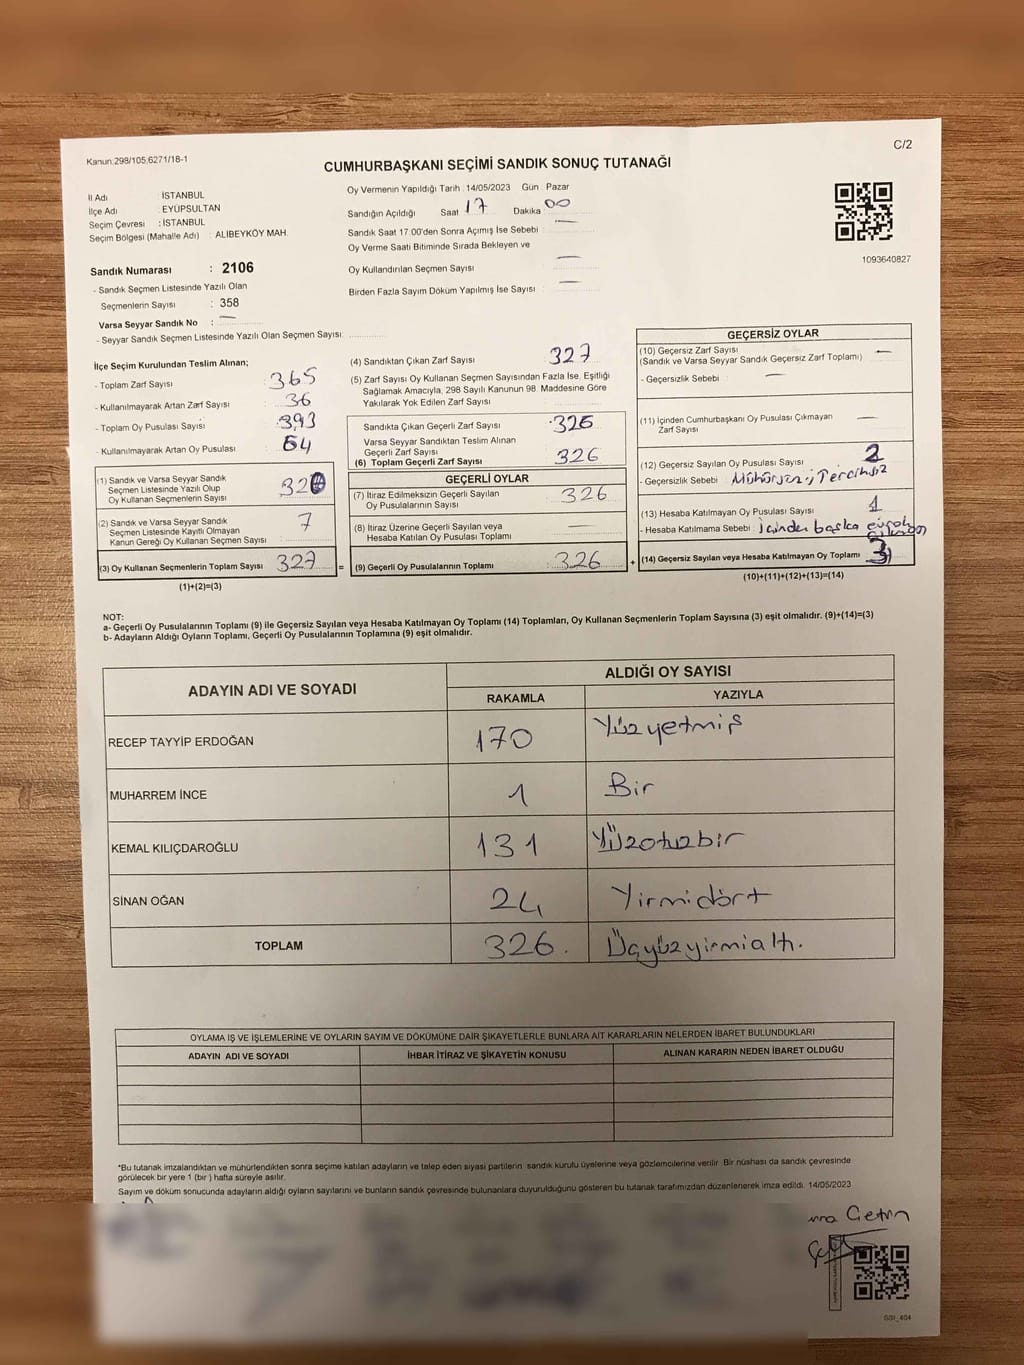 Kanun:298/105,6271/18-1
C/2
CUMHURBAŞKANI SEÇİMİ SANDIK SONUÇ TUTANAĞI
İl Adı : İSTANBUL
İlçe Adı : EYÜPSULTAN
Seçim Çevresi : İSTANBUL
Seçim Bölgesi (Mahalle Adı) : ALİBEYKÖY MAH.
Oy Vermenin Yapıldığı Tarih : 14/05/2023 Gün : Pazar
Sandığın Açıldığı Saat 17 Dakika 00
Sandık Saat 17:00'den Sonra Açımış İse Sebebi : —
Oy Verme Saati Bitiminde Sırada Bekleyen ve
Oy Kullandırılan Seçmen Sayısı —
Birden Fazla Sayım Döküm Yapılmış İse Sayısı : —
1093640827
Sandık Numarası : 2106
- Sandık Seçmen Listesinde Yazılı Olan
Seçmenlerin Sayısı : 358
Varsa Seyyar Sandık No : —
- Seyyar Sandık Seçmen Listesinde Yazılı Olan Seçmen Sayısı:
İlçe Seçim Kurulundan Teslim Alınan;
- Toplam Zarf Sayısı 365
- Kullanılmayarak Artan Zarf Sayısı 36
- Toplam Oy Pusulası Sayısı 393
- Kullanılmayarak Artan Oy Pusulası 64
(1) Sandık ve Varsa Seyyar Sandık
Seçmen Listesinde Yazılı Olup
Oy Kullanan Seçmenlerin Sayısı
(2) Sandık ve Varsa Seyyar Sandık
Seçmen Listesinde Kayıtlı Olmayan
Kanun Gereği Oy Kullanan Seçmen Sayısı : 7
(3) Oy Kullanan Seçmenlerin Toplam Sayısı 327
(1)+(2)=(3)
(4) Sandıktan Çıkan Zarf Sayısı : 327
(5) Zarf Sayısı Oy Kullanan Seçmen Sayısından Fazla İse, Eşitliği
Sağlamak Amacıyla, 298 Sayılı Kanunun 98. Maddesine Göre
Yakılarak Yok Edilen Zarf Sayısı
Sandıkta Çıkan Geçerli Zarf Sayısı : 326
Varsa Seyyar Sandıktan Teslim Alınan
Geçerli Zarf Sayısı
(6) Toplam Geçerli Zarf Sayısı 326
GEÇERLİ OYLAR
(7) İtiraz Edilmeksizin Geçerli Sayılan
Oy Pusulalarının Sayısı : 326
(8) İtiraz Üzerine Geçerli Sayılan veya
Hesaba Katılan Oy Pusulası Toplamı —
= (9) Geçerli Oy Pusulalarının Toplamı : 326 +
GEÇERSİZ OYLAR
(10) Geçersiz Zarf Sayısı
(Sandık ve Varsa Seyyar Sandık Geçersiz Zarf Toplamı) —
- Geçersizlik Sebebi : —
(11) İçinden Cumhurbaşkanı Oy Pusulası Çıkmayan
Zarf Sayısı —
(12) Geçersiz Sayılan Oy Pusulası Sayısı : 2
- Geçersizlik Sebebi : Tercihsiz
(13) Hesaba Katılmayan Oy Pusulası Sayısı : 1
- Hesaba Katılmama Sebebi : İçinden başka
(14) Geçersiz Sayılan veya Hesaba Katılmayan Oy Toplamı : 3
(10)+(11)+(12)+(13)=(14)
NOT:
a- Geçerli Oy Pusulalarının Toplamı (9) ile Geçersiz Sayılan veya Hesaba Katılmayan Oy Toplamı (14) Toplamları, Oy Kullanan Seçmenlerin Toplam Sayısına (3) eşit olmalıdır. (9)+(14)=(3)
b- Adayların Aldığı Oyların Toplamı, Geçerli Oy Pusulalarının Toplamına (9) eşit olmalıdır.
ADAYIN ADI VE SOYADI
ALDIĞI OY SAYISI
RAKAMLA YAZIYLA
RECEP TAYYİP ERDOĞAN 170 Yüzyetmiş
MUHARREM İNCE 1 Bir
KEMAL KILIÇDAROĞLU 131 Yüzotuzbir
SİNAN OĞAN 24 Yirmidört
TOPLAM 326. Üçyüzyirmialtı.
OYLAMA İŞ VE İŞLEMLERİNE VE OYLARIN SAYIM VE DÖKÜMÜNE DAİR ŞİKAYETLERLE BUNLARA AİT KARARLARIN NELERDEN İBARET BULUNDUKLARI
ADAYIN ADI VE SOYADI İHBAR İTİRAZ VE ŞİKAYETİN KONUSU ALINAN KARARIN NEDEN İBARET OLDUĞU
*Bu tutanak imzalandıktan ve mühürlendikten sonra seçime katılan adayların ve talep eden siyasi partilerin sandık kurulu üyelerine veya gözlemcilerine verilir. Bir nüshası da sandık çevresinde
görülecek bir yere 1 (bir) hafta süreyle asılır.
Sayım ve döküm sonucunda adayların aldığı oyların sayılarını ve bunların sandık çevresinde bulunanlara duyurulduğunu gösteren bu tutanak tarafımızdan düzenlenerek imza edildi. 14/05/2023
Çetin